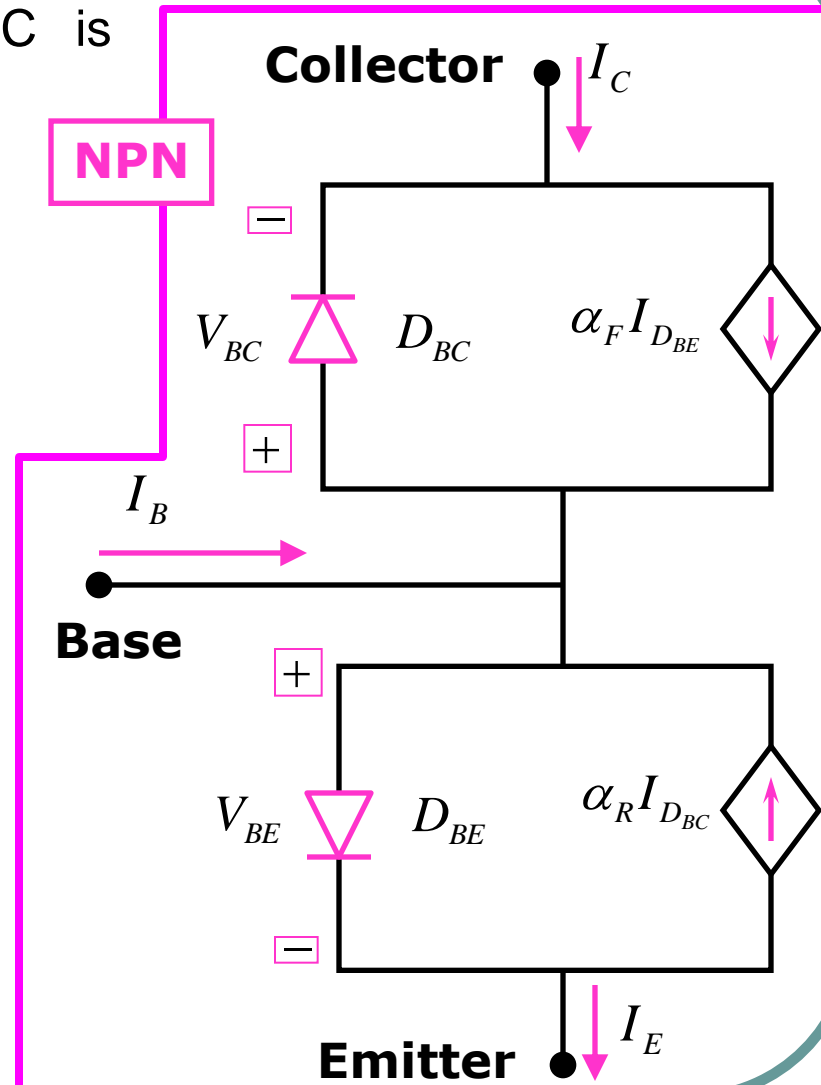 C is
Collector
I_C
NPN
−
V_BC
D_BC
α_F I_D_BE
+
I_B
Base
+
V_BE
D_BE
α_R I_D_BC
−
I_E
Emitter